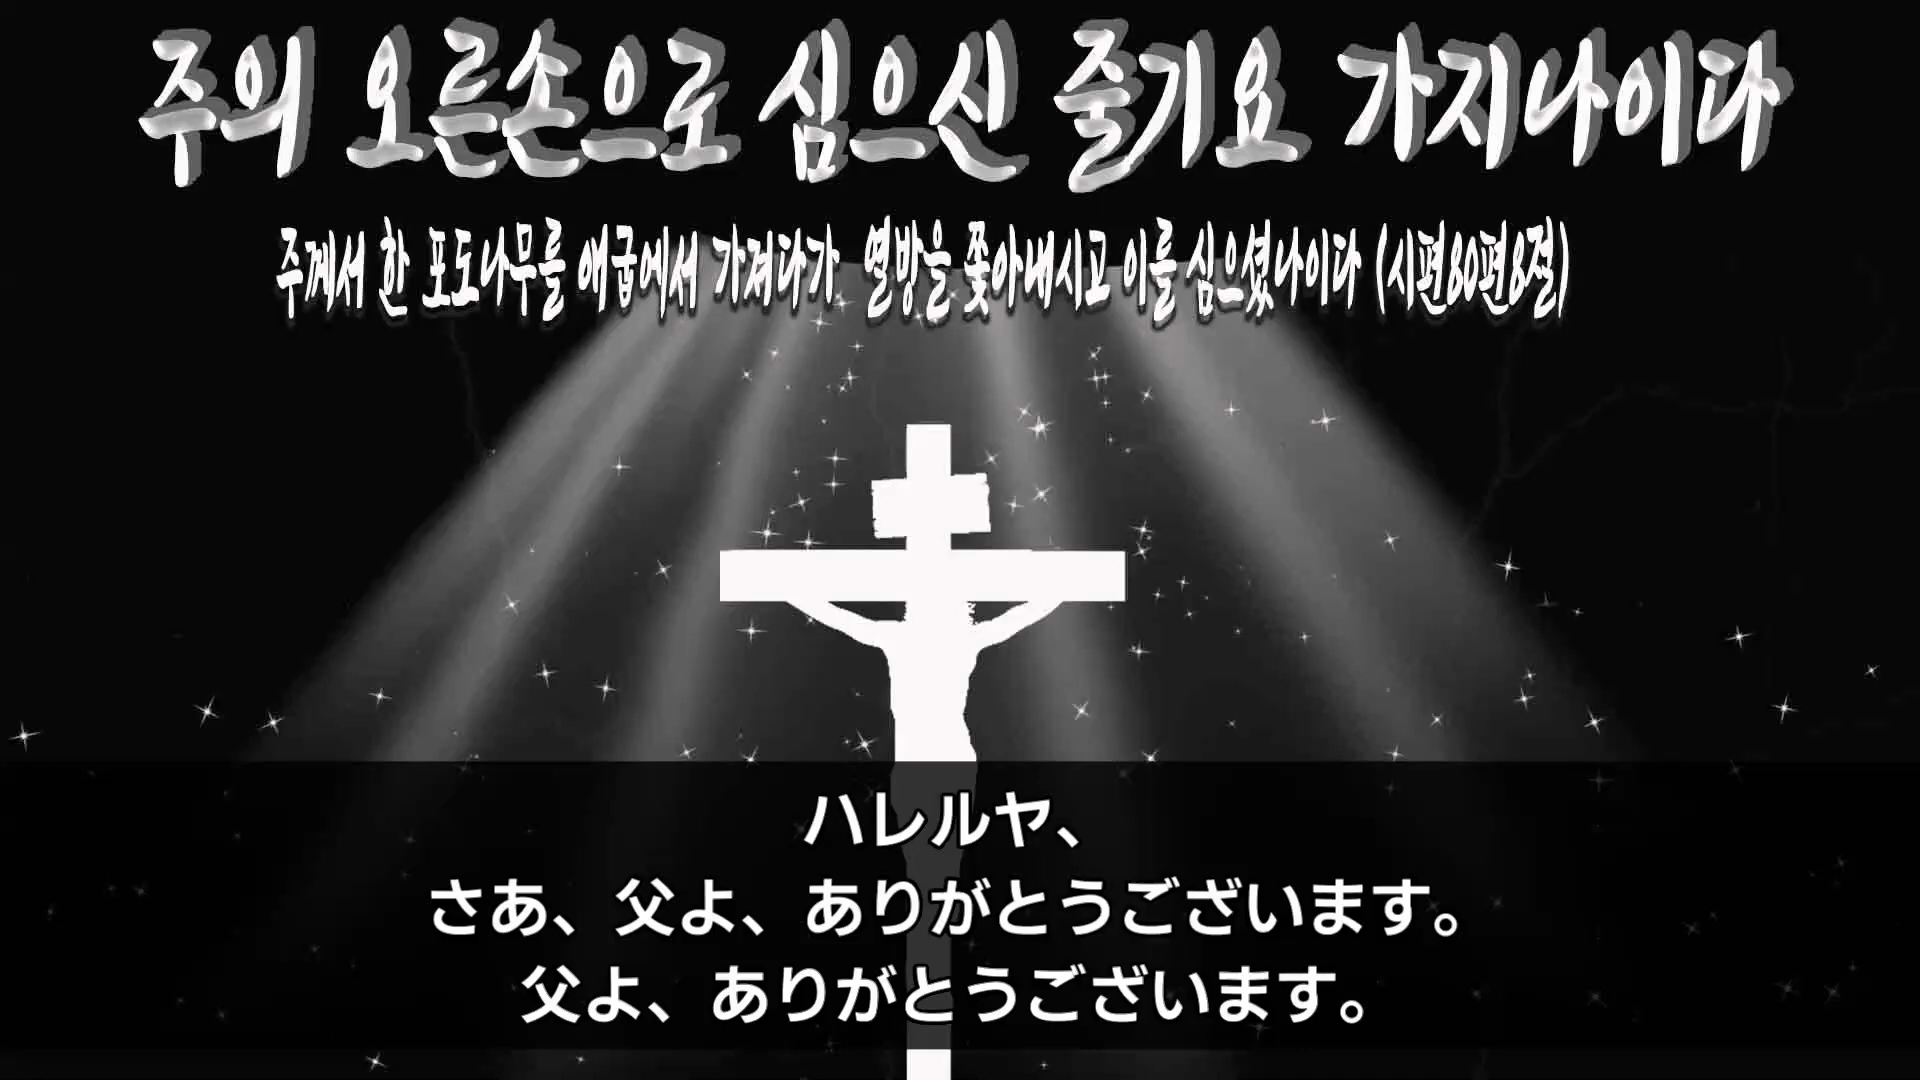 주의 오른손으로 심으신 줄기요 가지나이다
주께서 한 포도나무를 애굽에서 가져다가 열방을 쫓아내시고 이를 심으셨나이다 (시편80편8절)
ハレルヤ、
さあ、父よ、ありがとうございます。
父よ、ありがとうございます。